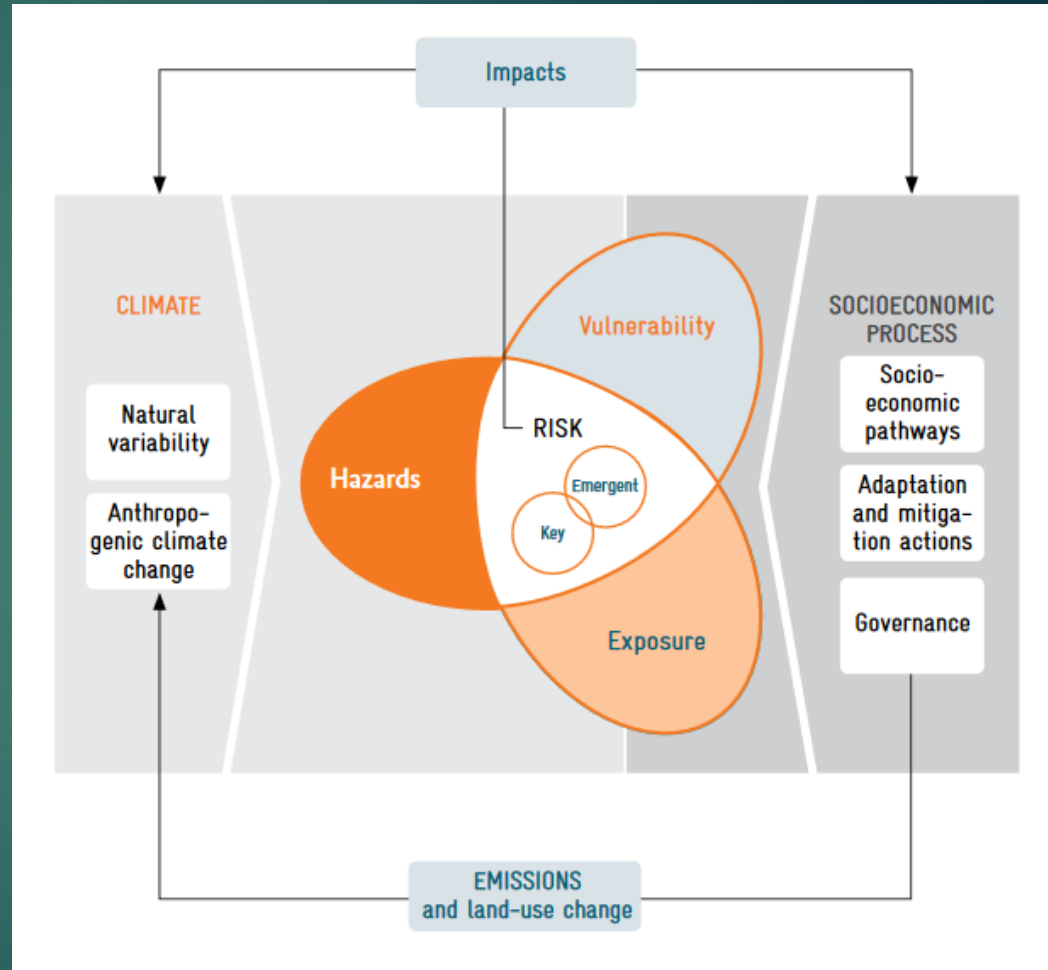 Impacts
CLIMATE
Natural
variability
Anthropo-
genic climate
change
Hazards
Vulnerability
RISK
Emergent
Key
Exposure
SOCIOECONOMIC
PROCESS
Socio-
economic
pathways
Adaptation
and mitiga-
tion actions
Governance
EMISSIONS
and land-use change